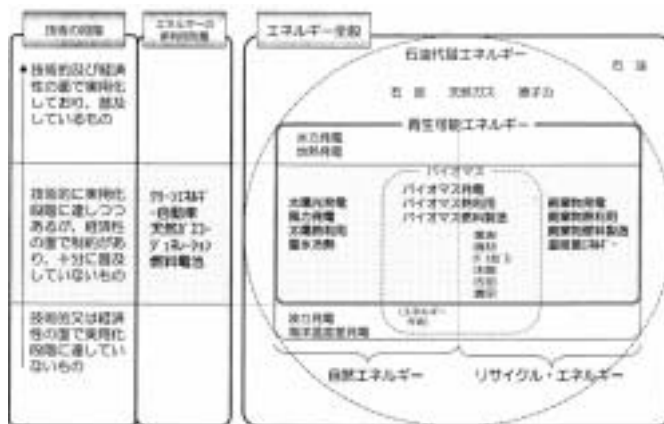 技術の段階
エネルギーの
新利用形態
エネルギー全般
技術的及び経済
性の面で実用化
しており、普及
しているもの
技術的に実用化
段階に達しつつ
あるが、経済性
の面で制約があ
り、十分に普及
していないもの
技術的又は経済
性の面で実用化
段階に達してい
ないもの
クリーンエネルギ
ー自動車
天然ガスコー
ジェネレーション
燃料電池
石油代替エネルギー
石 油
石 炭 天然ガス 原子力
再生可能エネルギー
水力発電
地熱発電
太陽光発電
風力発電
太陽熱利用
雪氷冷熱
バイオマス
バイオマス発電
バイオマス熱利用
バイオマス燃料製造
廃棄物発電
廃棄物熱利用
廃棄物燃料製造
温度差エネルギー
波力発電
海洋温度差発電
自然エネルギー
リサイクル・エネルギー